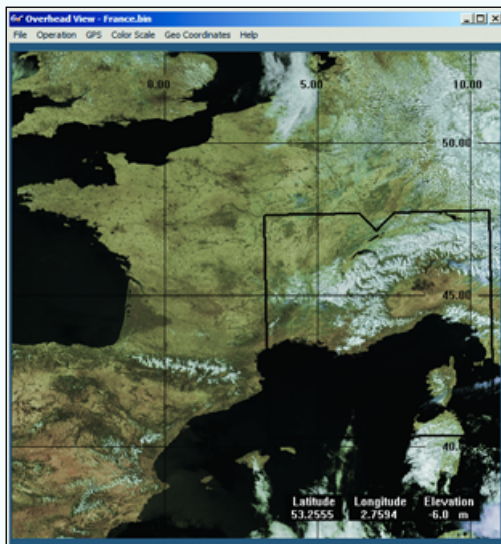 Overhead View - France.bin
File Operation GPS Color Scale Geo Coordinates Help
0.00 5.00 10.00
50.00
45.00
40.
Latitude Longitude Elevation
53.2555 2.7594 -6.0 m